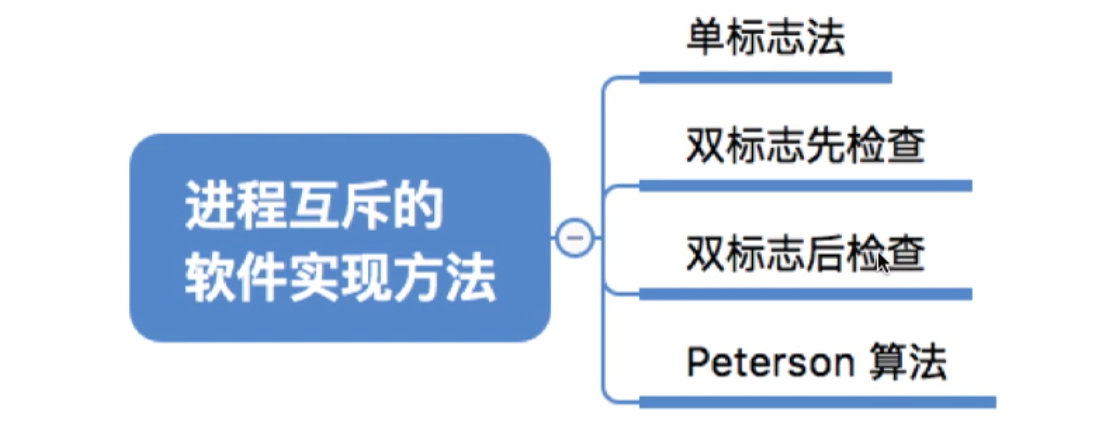 单标志法
双标志先检查
进程互斥的
软件实现方法
双标志后检查
Peterson 算法